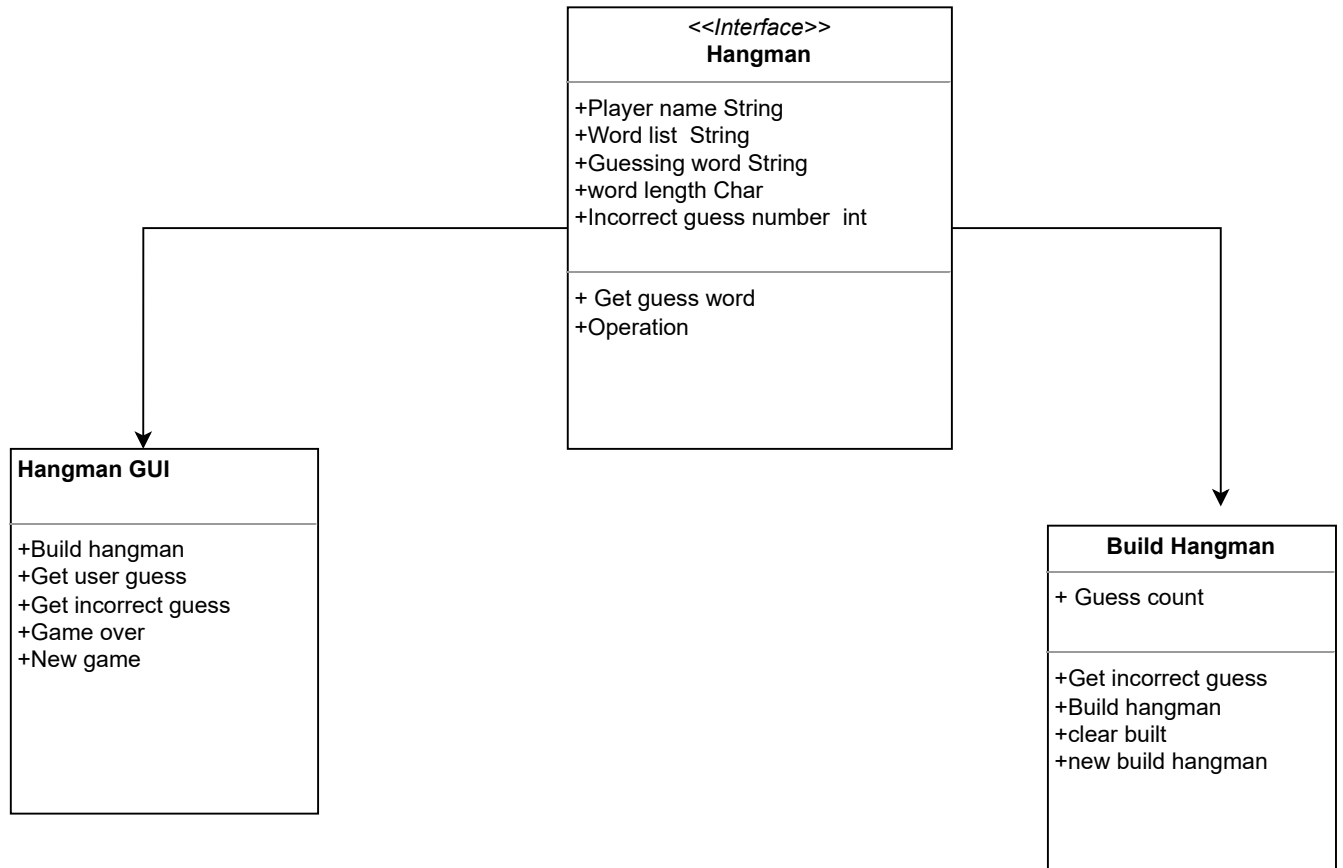 <<Interface>>
Hangman
+Player name String
+Word list  String
+Guessing word String
+word length Char
+Incorrect guess number  int
+ Get guess word
+Operation
Hangman GUI
+Build hangman
+Get user guess
+Get incorrect guess
+Game over
+New game
Build Hangman
+ Guess count
+Get incorrect guess
+Build hangman
+clear built
+new build hangman